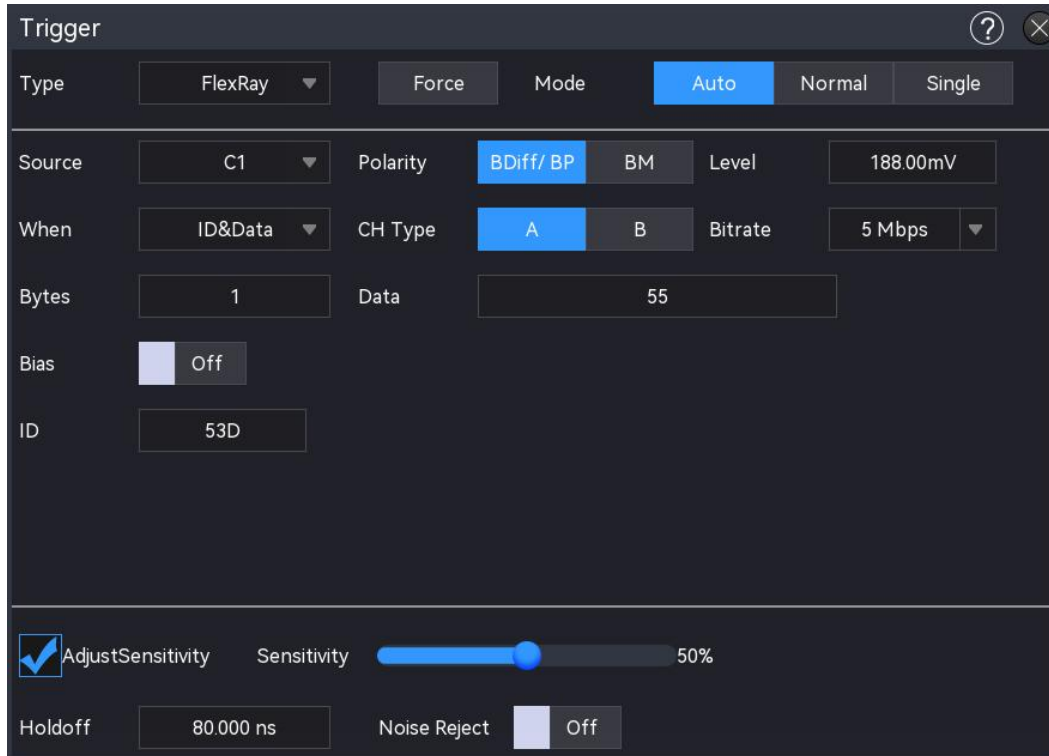 Trigger ?
Type FlexRay Force Mode Auto Normal Single
Source C1 Polarity BDiff/ BP BM Level 188.00mV
When ID&Data CH Type A B Bitrate 5 Mbps
Bytes 1 Data 55
Bias Off
ID 53D
AdjustSensitivity Sensitivity 50%
Holdoff 80.000 ns Noise Reject Off